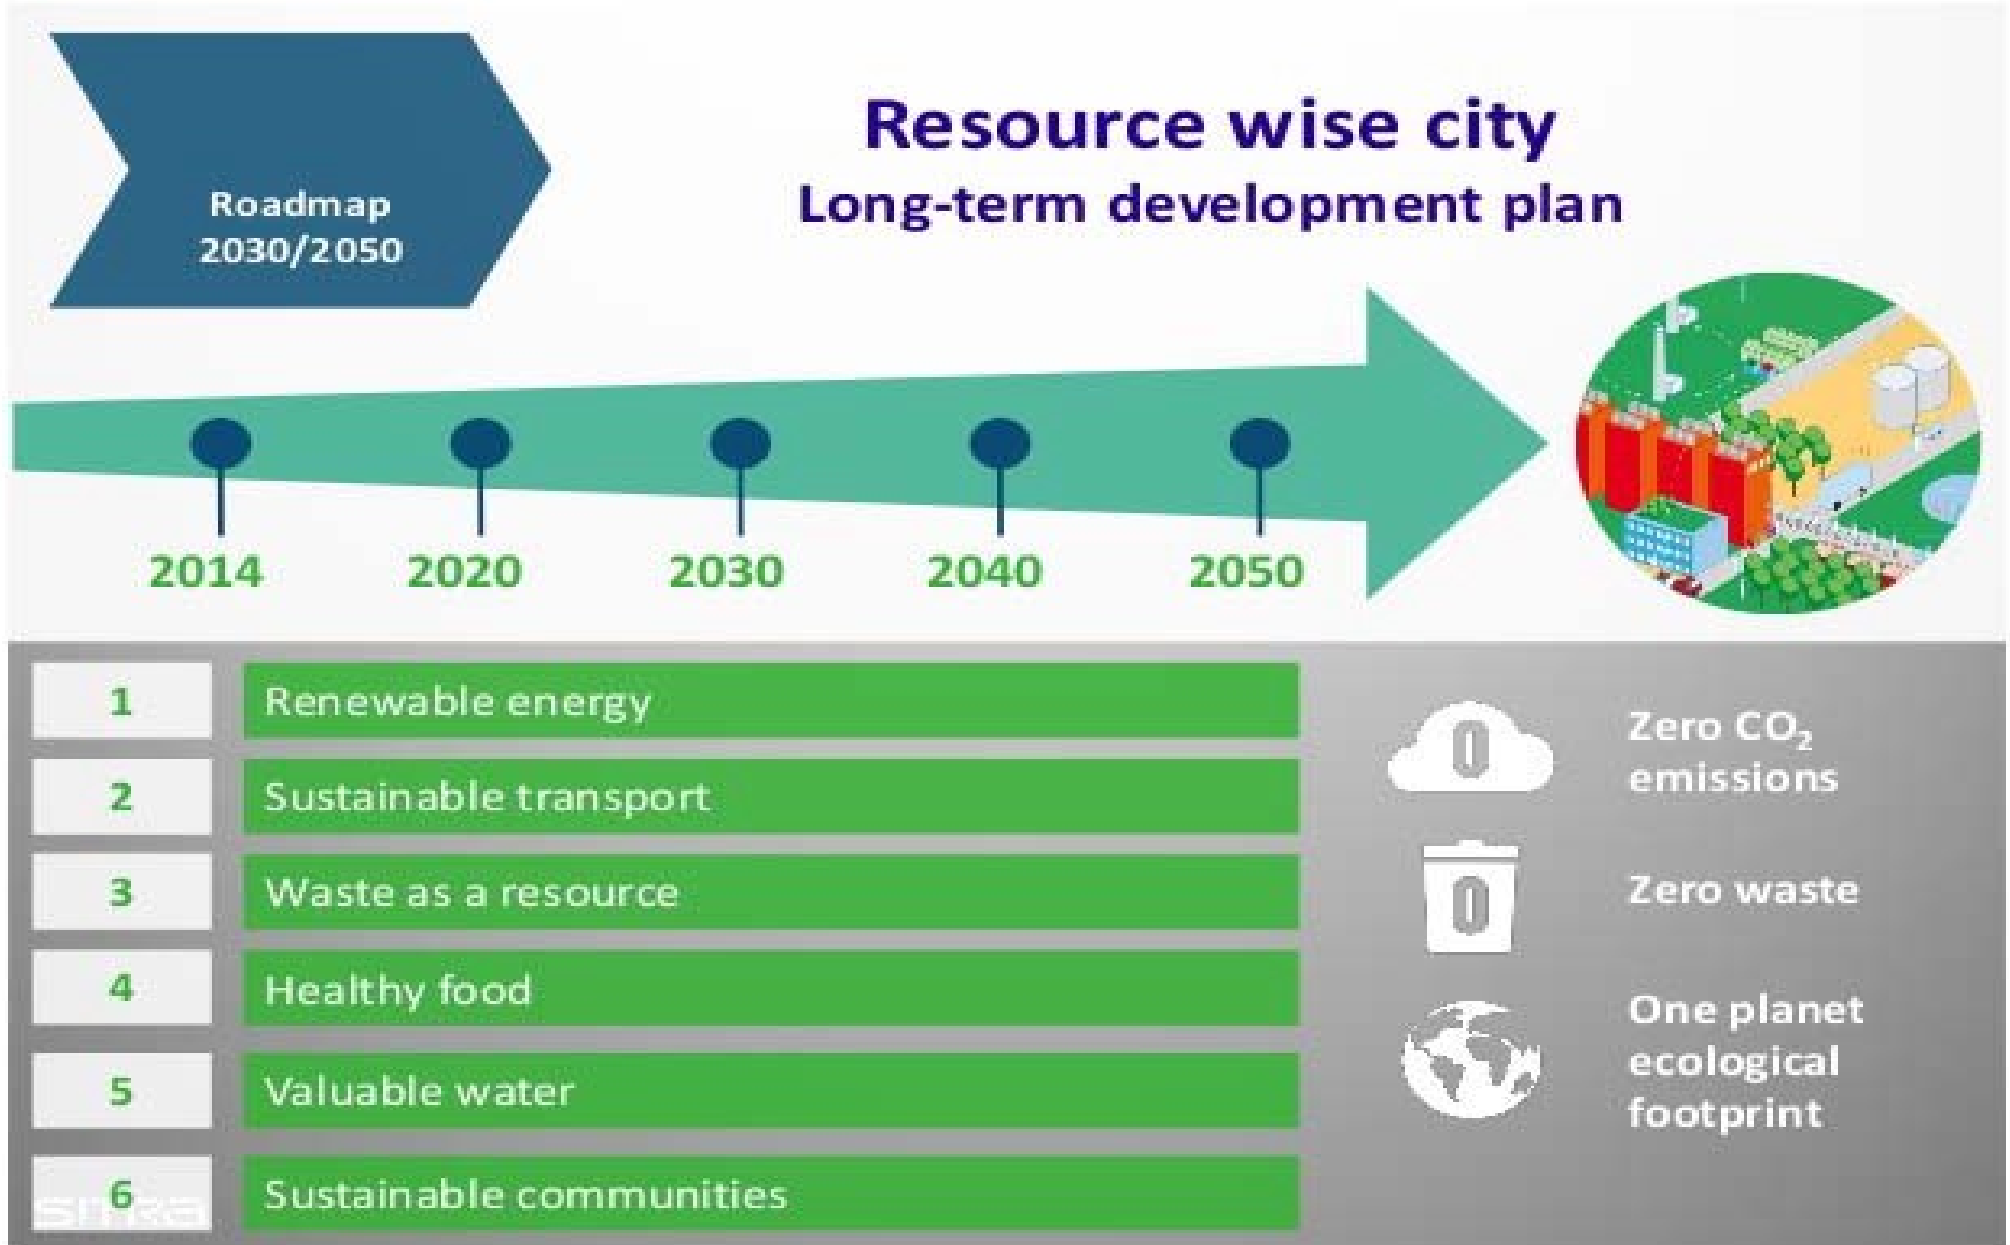 Roadmap
2030/2050
Resource wise city
Long-term development plan
2014 2020 2030 2040 2050
1 Renewable energy
2 Sustainable transport
3 Waste as a resource
4 Healthy food
5 Valuable water
6 Sustainable communities
0 Zero CO₂
emissions
0 Zero waste
One planet
ecological
footprint